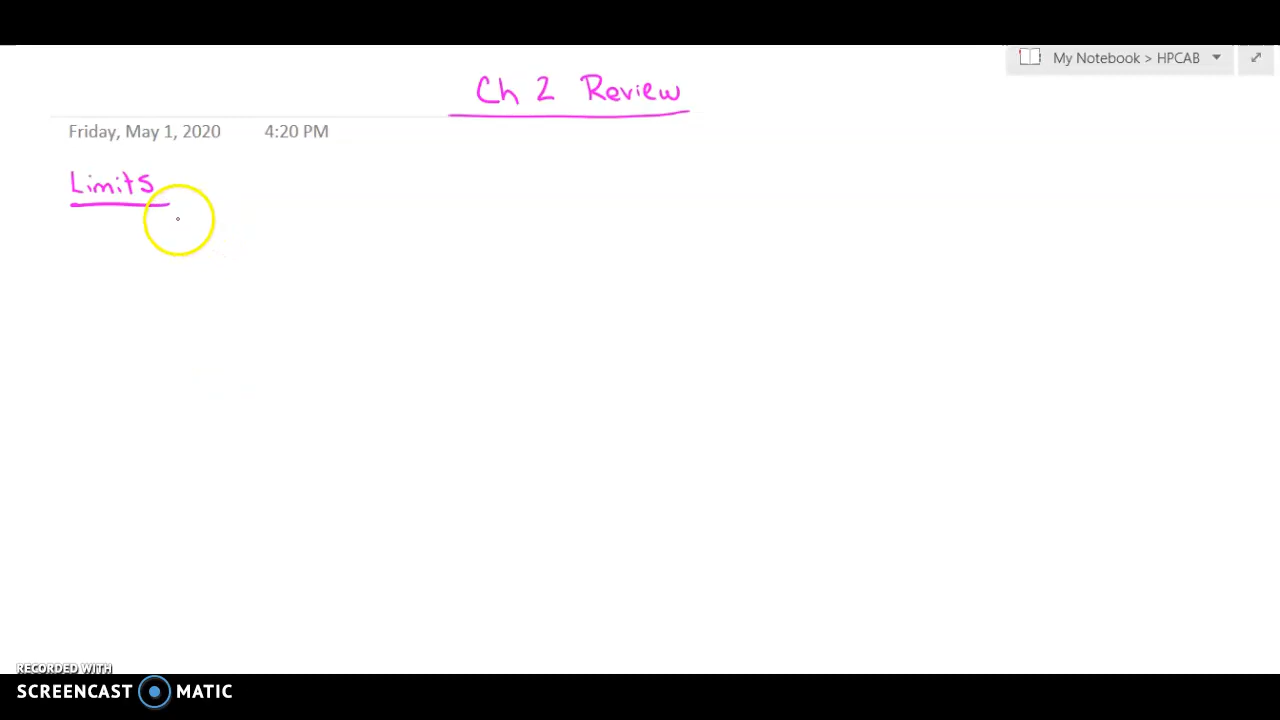 My Notebook > HPCAB
Ch 2 Review
Friday, May 1, 2020 4:20 PM
Limits
RECORDED WITH
SCREENCAST MATIC